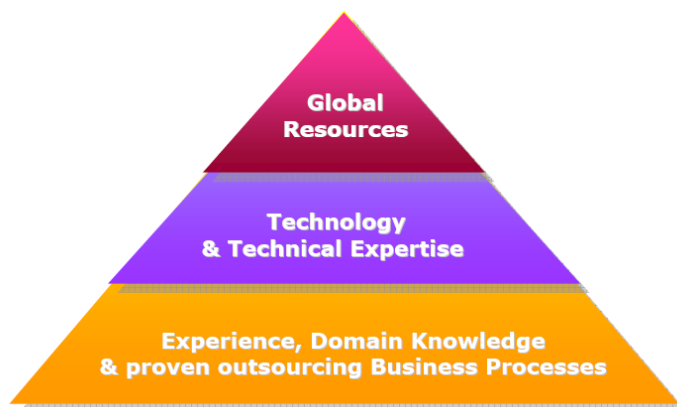 Global
Resources
Technology
& Technical Expertise
Experience, Domain Knowledge
& proven outsourcing Business Processes